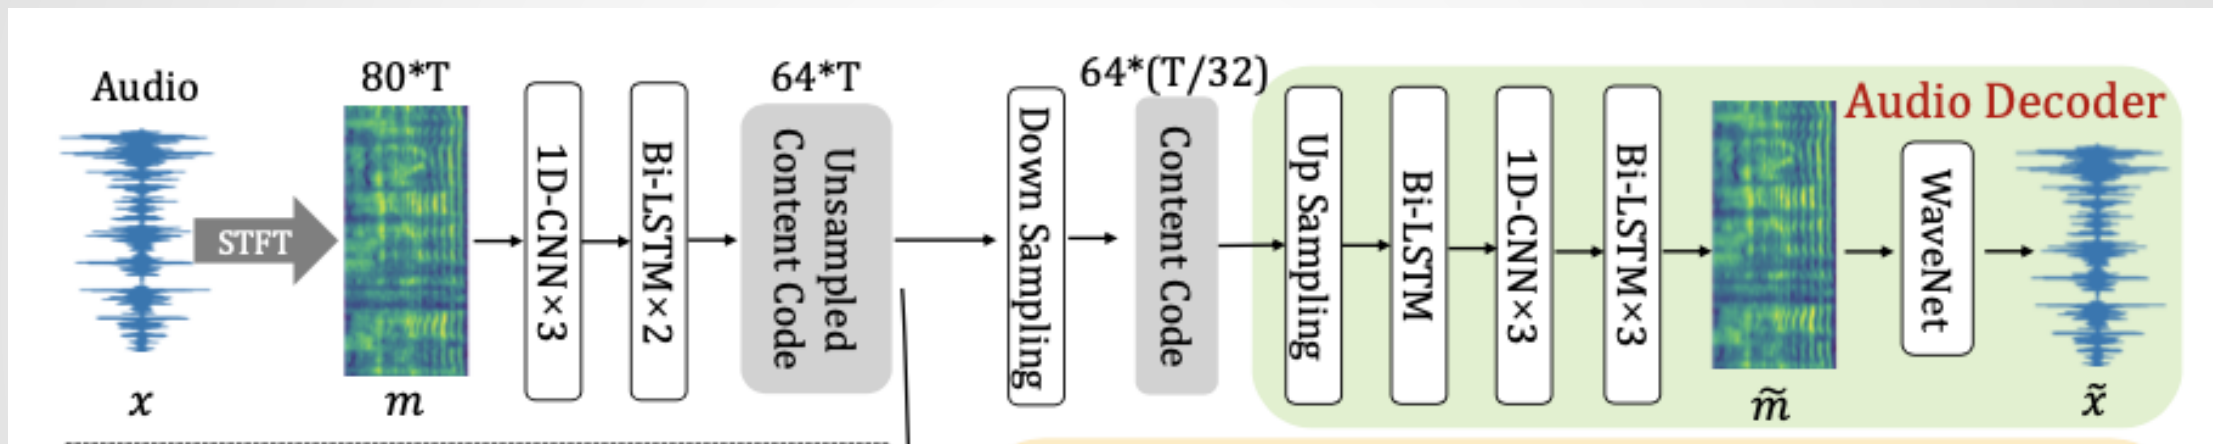 Audio
80*T
64*T
64*(T/32)
Audio Decoder
STFT
1D-CNN×3
Bi-LSTM×2
Unsampled
Content Code
Down Sampling
Content Code
Up Sampling
Bi-LSTM
1D-CNN×3
Bi-LSTM×3
WaveNet
x
m
m̃
x̃